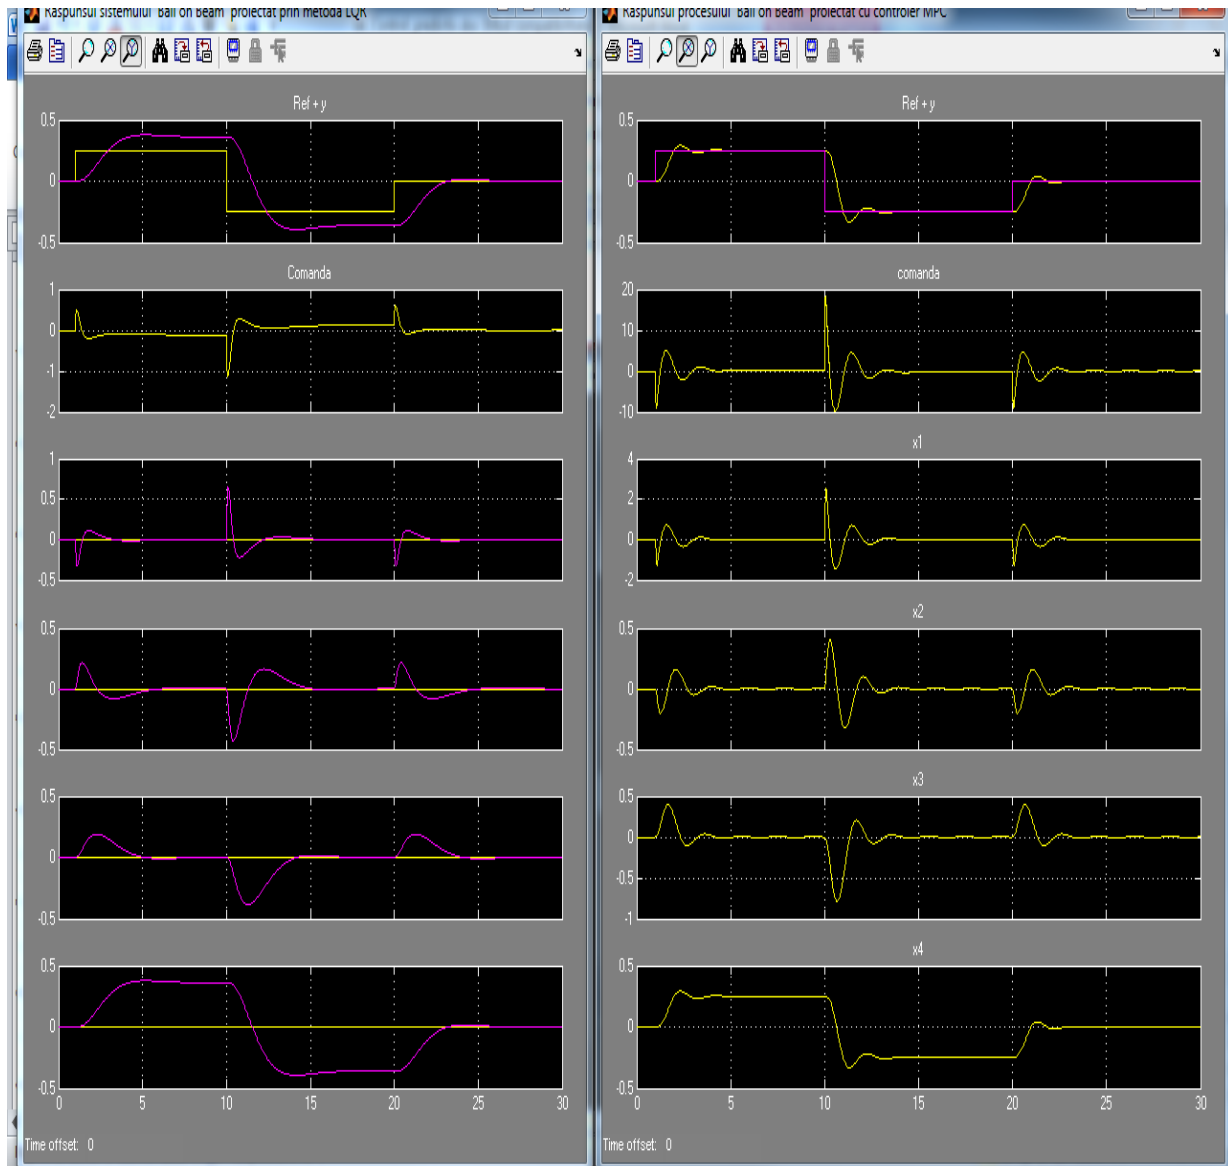 Raspunsul sistemului Ball on Beam proiectat prin metoda LQR
Ref + y
0.5
0
-0.5
Comanda
1
0
-1
-2
1
0.5
0
-0.5
0.5
0
-0.5
0.5
0
-0.5
0.5
0
-0.5
0 5 10 15 20 25 30
Time offset: 0
Raspunsul procesului Ball on Beam proiectat cu controler MPC
Ref + y
0.5
0
-0.5
comanda
20
10
0
-10
x1
4
2
0
-2
x2
0.5
0
-0.5
x3
0.5
0
-0.5
-1
x4
0.5
0
-0.5
0 5 10 15 20 25 30
Time offset: 0